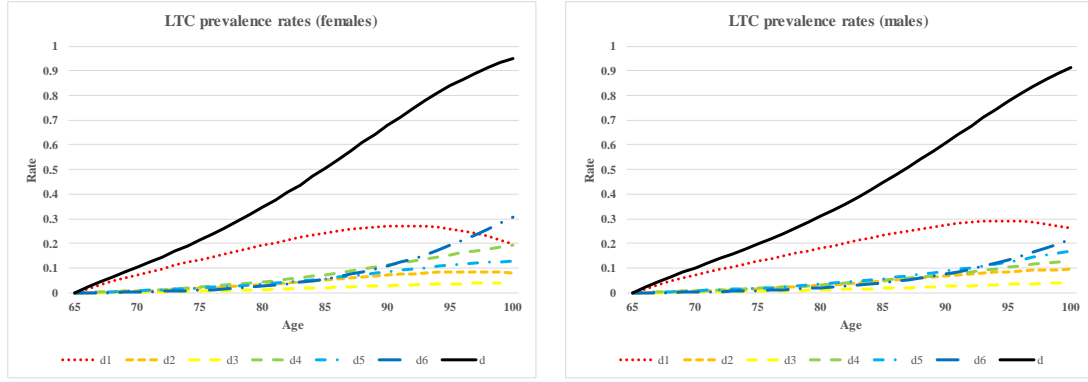 LTC prevalence rates (females)
1
0.9
0.8
0.7
0.6
0.5
0.4
0.3
0.2
0.1
0
Rate
65 70 75 80 85 90 95 100
Age
d1 d2 d3 d4 d5 d6 d
LTC prevalence rates (males)
1
0.9
0.8
0.7
0.6
0.5
0.4
0.3
0.2
0.1
0
Rate
65 70 75 80 85 90 95 100
Age
d1 d2 d3 d4 d5 d6 d